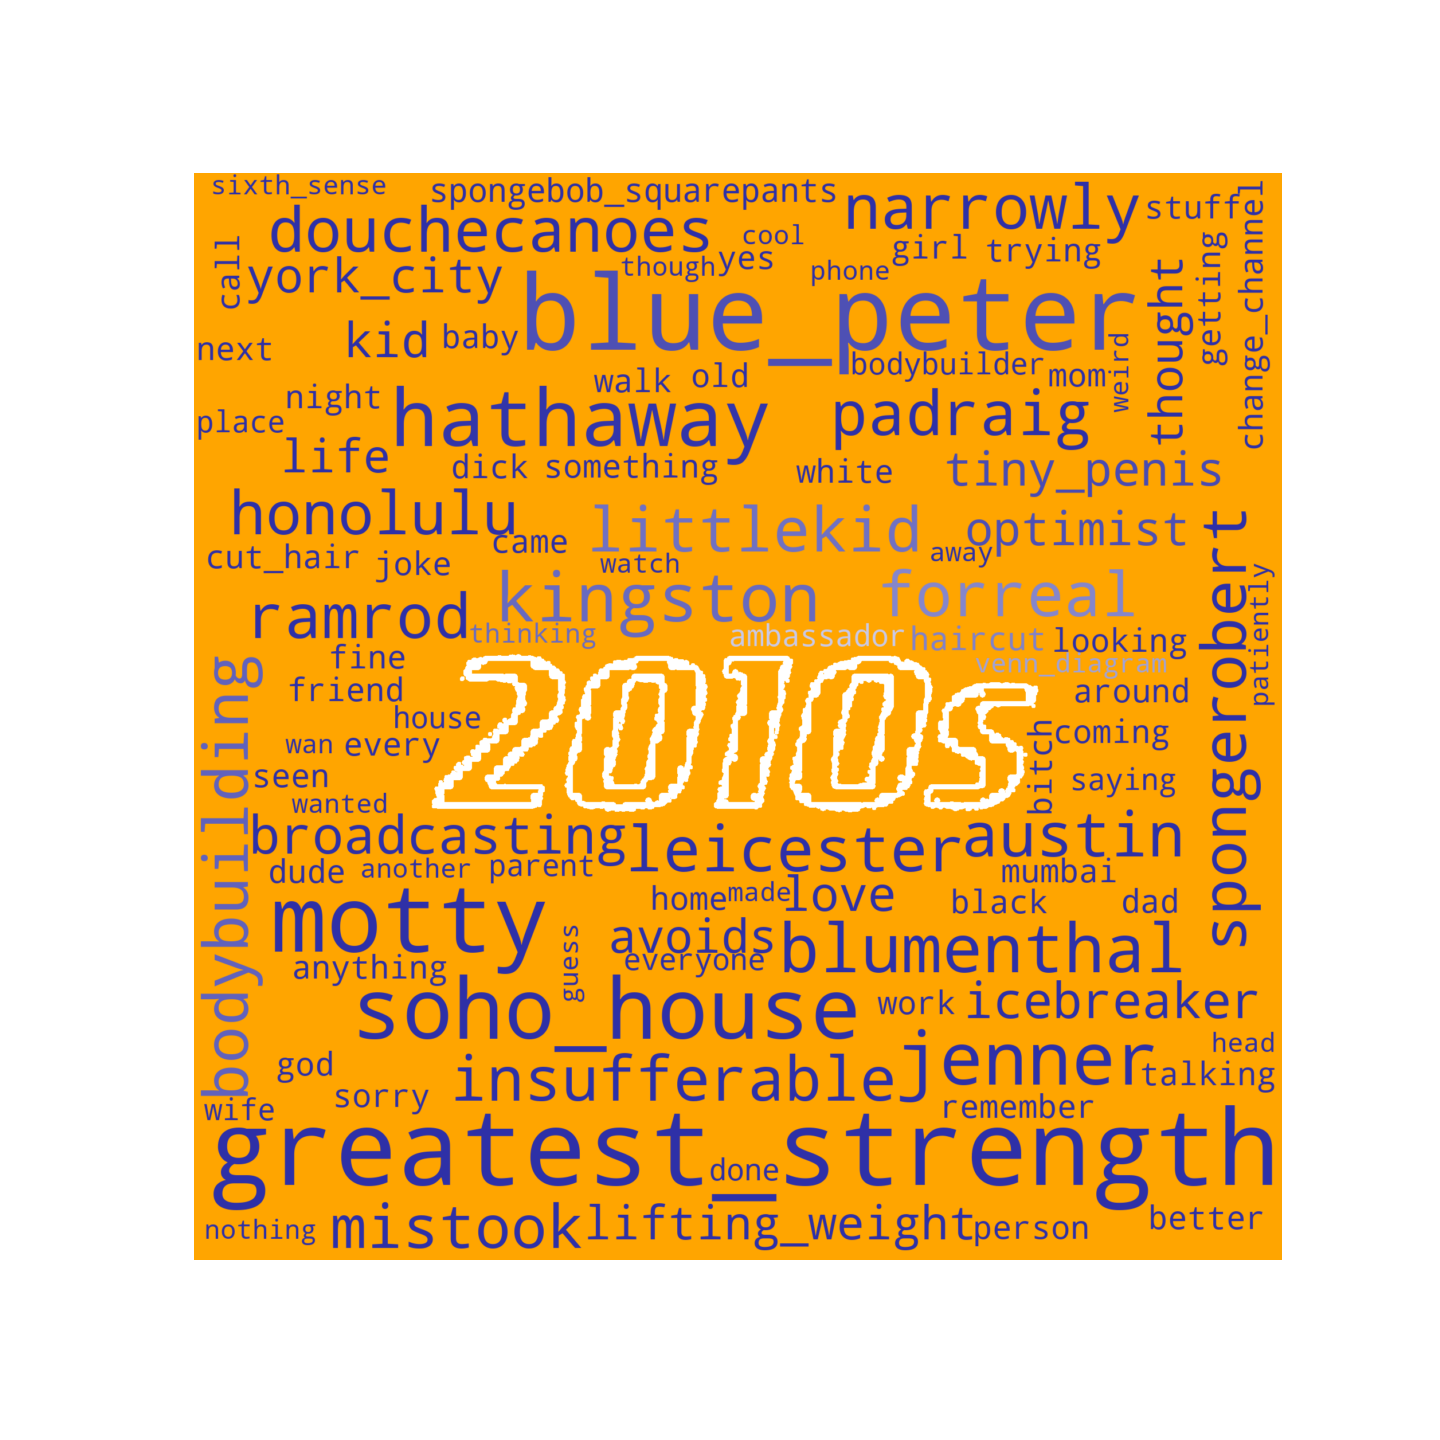 sixth_sense
spongebob_squarepants
narrowly
stuff
change_channel
douchecanoes
cool
girl
trying
getting
call
york_city
though
yes
phone
thought
blue_peter
next
kid
baby
bodybuilder
mom
weird
walk
old
night
place
hathaway
padraig
life
dick
something
white
tiny_penis
honolulu
littlekid
optimist
spongerobert
came
away
cut_hair
joke
watch
patiently
ramrod
kingston
forreal
thinking
ambassador
haircut
looking
fine
venn_diagram
bodybuilding
friend
around
2010s
house
wan
every
bitch
coming
seen
saying
wanted
broadcasting
leicester
austin
dude
another
parent
mumbai
motty
home
made
love
black
dad
avoids
blumenthal
anything
guess
everyone
soho_house
work
icebreaker
jenner
head
god
insufferable
talking
sorry
wife
remember
greatest_strength
done
nothing
mistook
lifting_weight
person
better